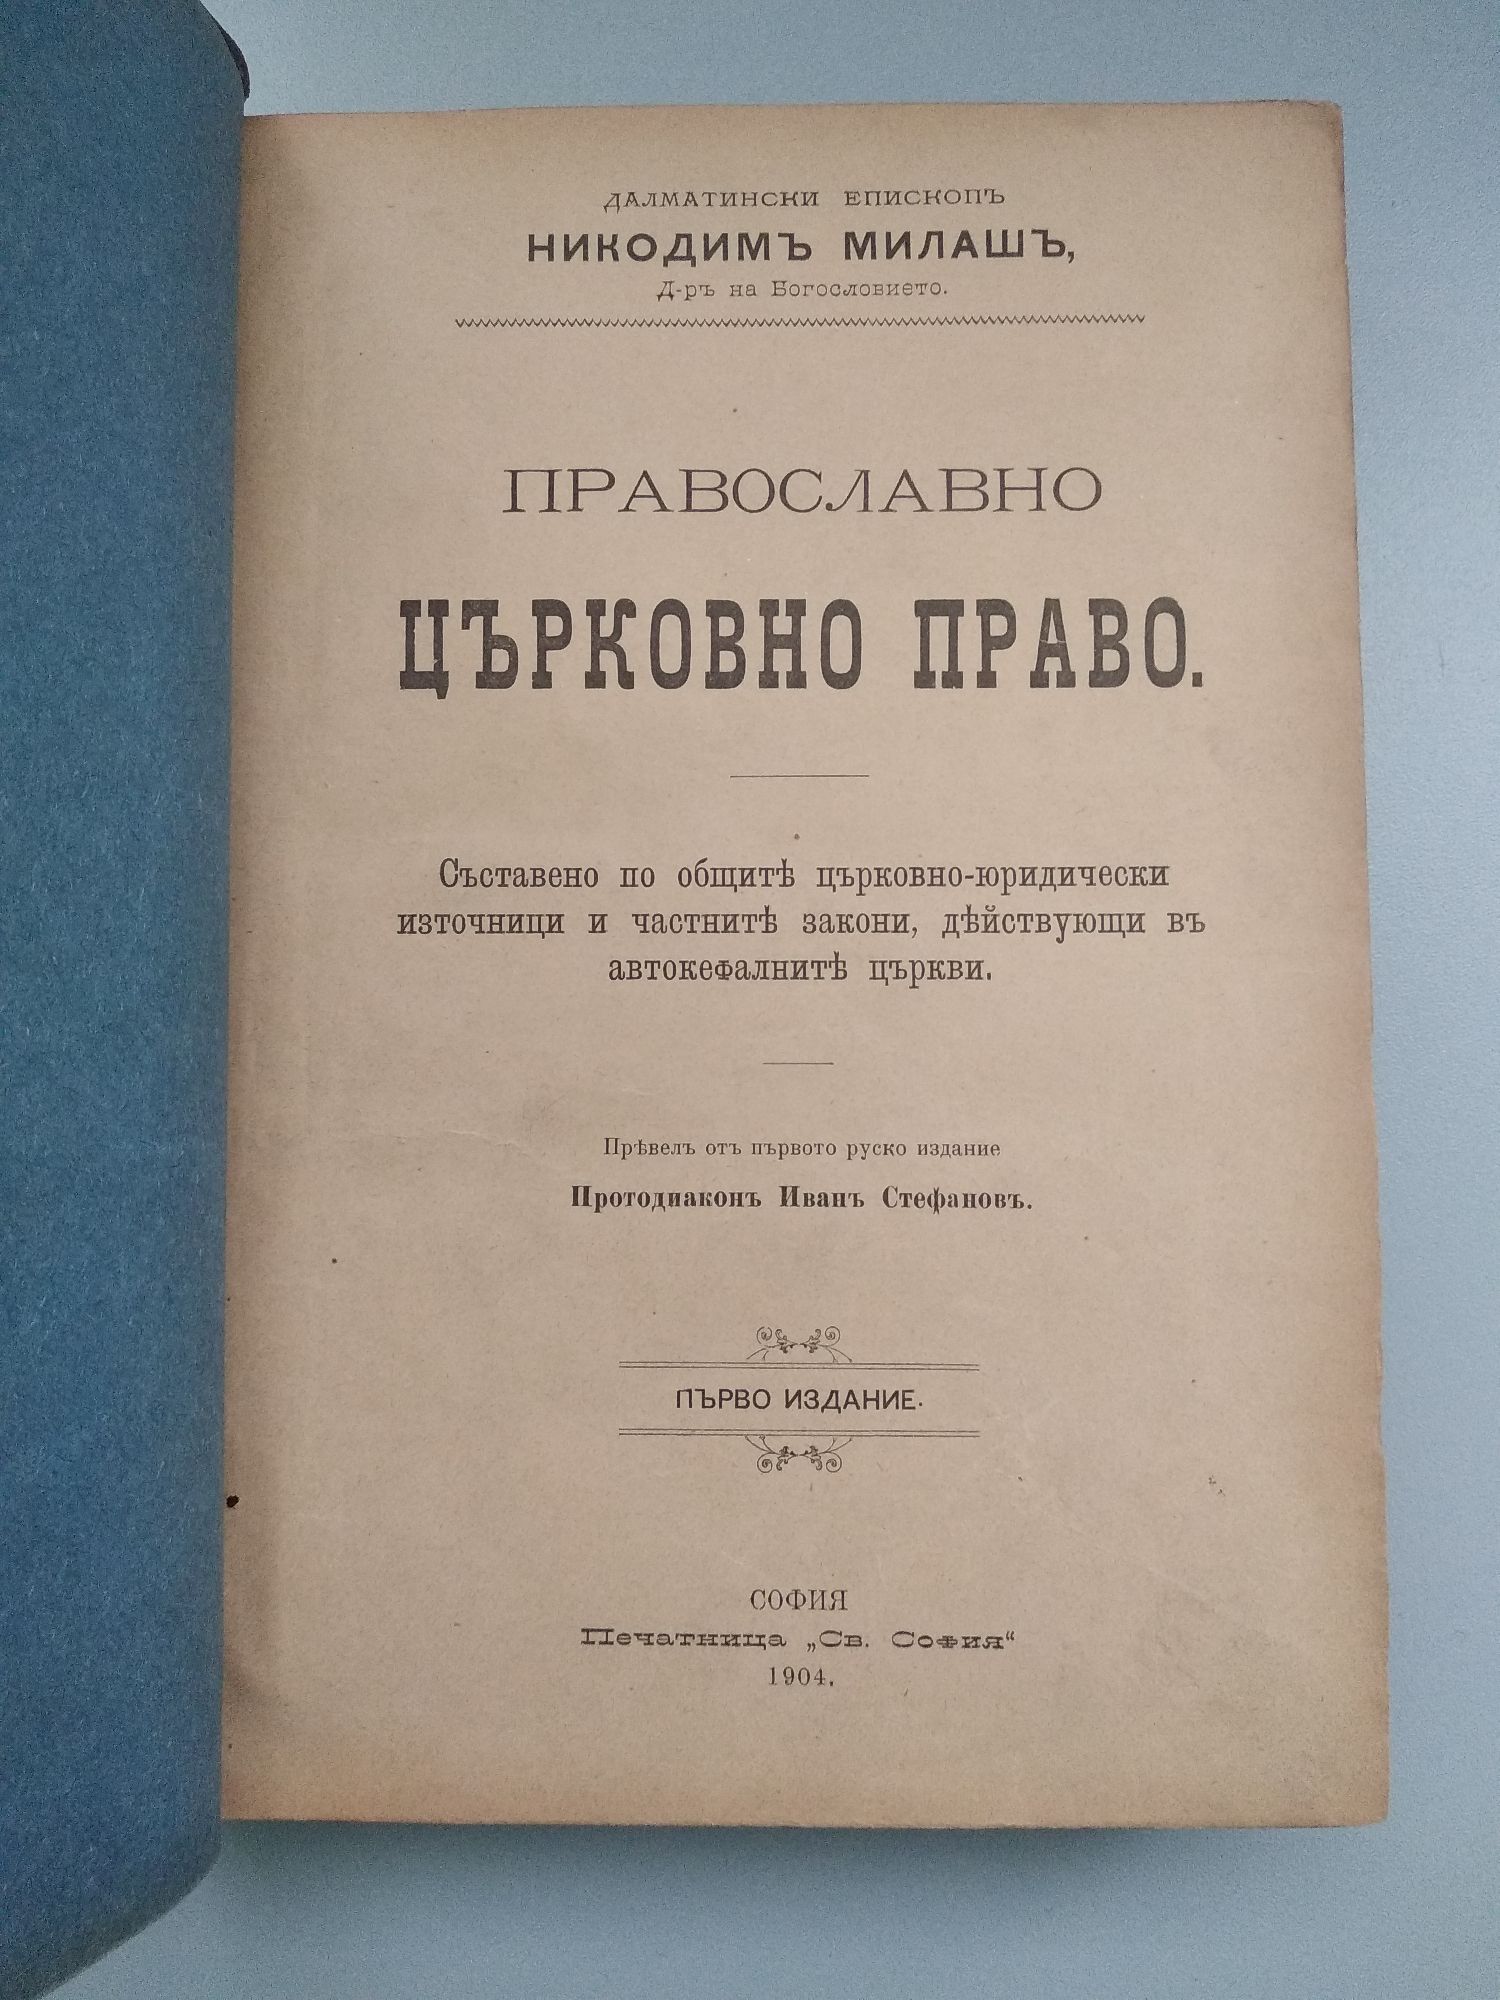 ДАЛМАТИНСКИ ЕПИСКОПЪ
НИКОДИМЪ МИЛАШЪ,
Д-ръ на Богословието.
ПРАВОСЛАВНО
ЦЪРКОВНО ПРАВО.
Съставено по общитѣ църковно-юридически
източници и частнитѣ закони, дѣйствующи въ
автокефалнитѣ църкви.
Прѣвелъ отъ първото руско издание
Протодиаконъ Иванъ Стефановъ.
ПЪРВО ИЗДАНИЕ.
СОФИЯ
Печатница „Св. София“
1904.